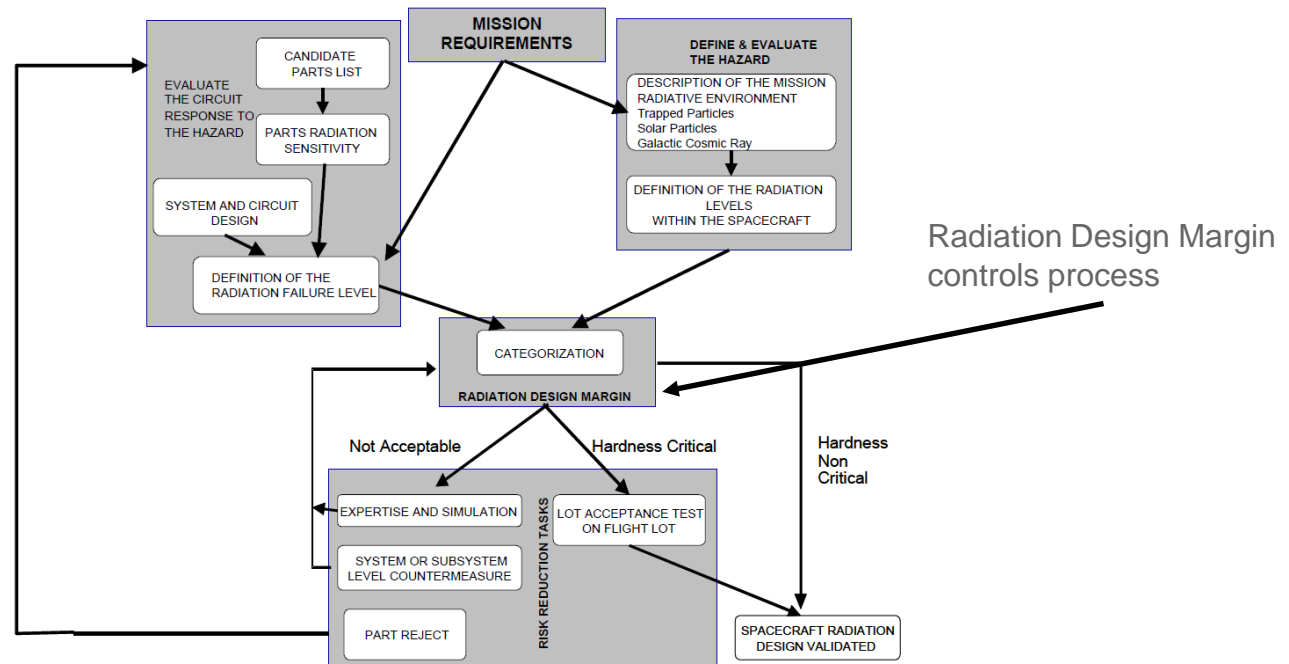 MISSION
REQUIREMENTS
EVALUATE
THE CIRCUIT
RESPONSE TO
THE HAZARD
CANDIDATE
PARTS LIST
PARTS RADIATION
SENSITIVITY
SYSTEM AND CIRCUIT
DESIGN
DEFINITION OF THE
RADIATION FAILURE LEVEL
DEFINE & EVALUATE
THE HAZARD
DESCRIPTION OF THE MISSION
RADIATIVE ENVIRONMENT
Trapped Particles
Solar Particles
Galactic Cosmic Ray
DEFINITION OF THE RADIATION
LEVELS
WITHIN THE SPACECRAFT
Radiation Design Margin
controls process
CATEGORIZATION
RADIATION DESIGN MARGIN
Not Acceptable
Hardness Critical
Hardness
Non
Critical
EXPERTISE AND SIMULATION
SYSTEM OR SUBSYSTEM
LEVEL COUNTERMEASURE
PART REJECT
RISK REDUCTION TASKS
LOT ACCEPTANCE TEST
ON FLIGHT LOT
SPACECRAFT RADIATION
DESIGN VALIDATED